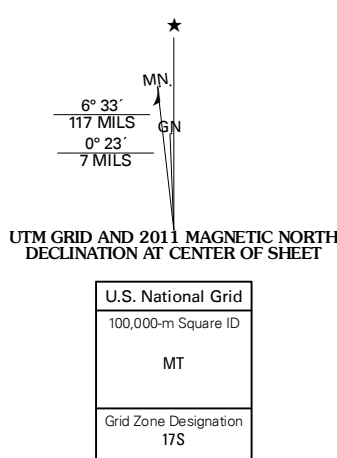 ★
MN.
6° 33´
117 MILS
GN
0° 23´
7 MILS
UTM GRID AND 2011 MAGNETIC NORTH
DECLINATION AT CENTER OF SHEET
U.S. National Grid
100,000-m Square ID
MT
Grid Zone Designation
17S